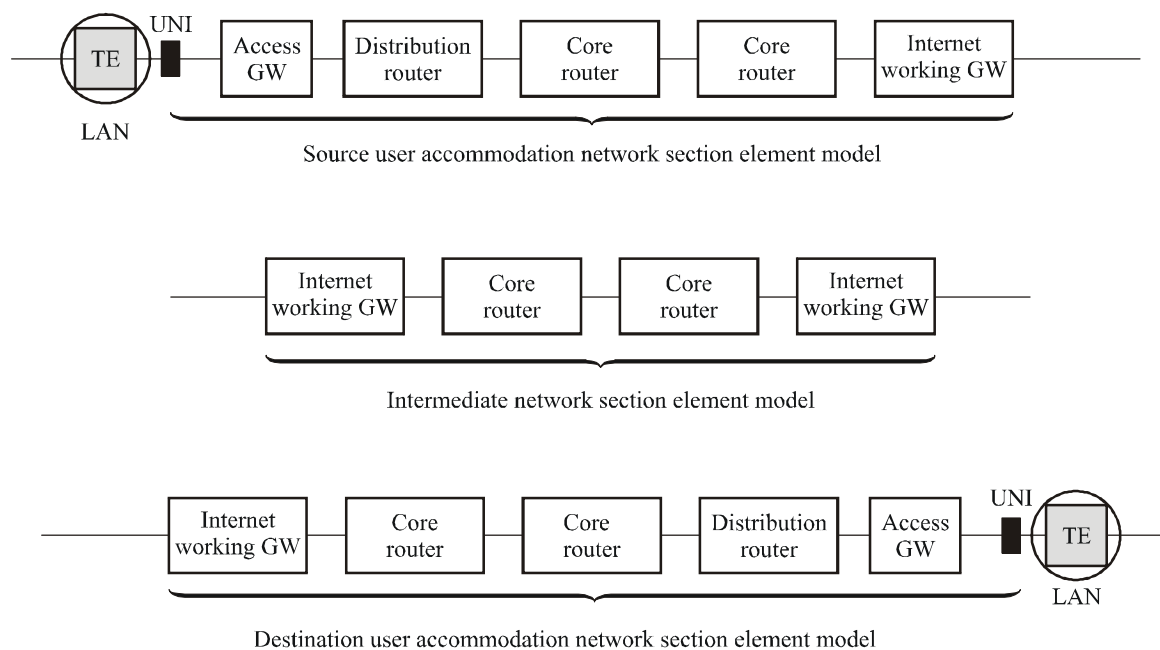 UNI
TE
Access
GW
Distribution
router
Core
router
Core
router
Internet
working GW
LAN
Source user accommodation network section element model
Internet
working GW
Core
router
Core
router
Internet
working GW
Intermediate network section element model
Internet
working GW
Core
router
Core
router
Distribution
router
Access
GW
UNI
TE
LAN
Destination user accommodation network section element model